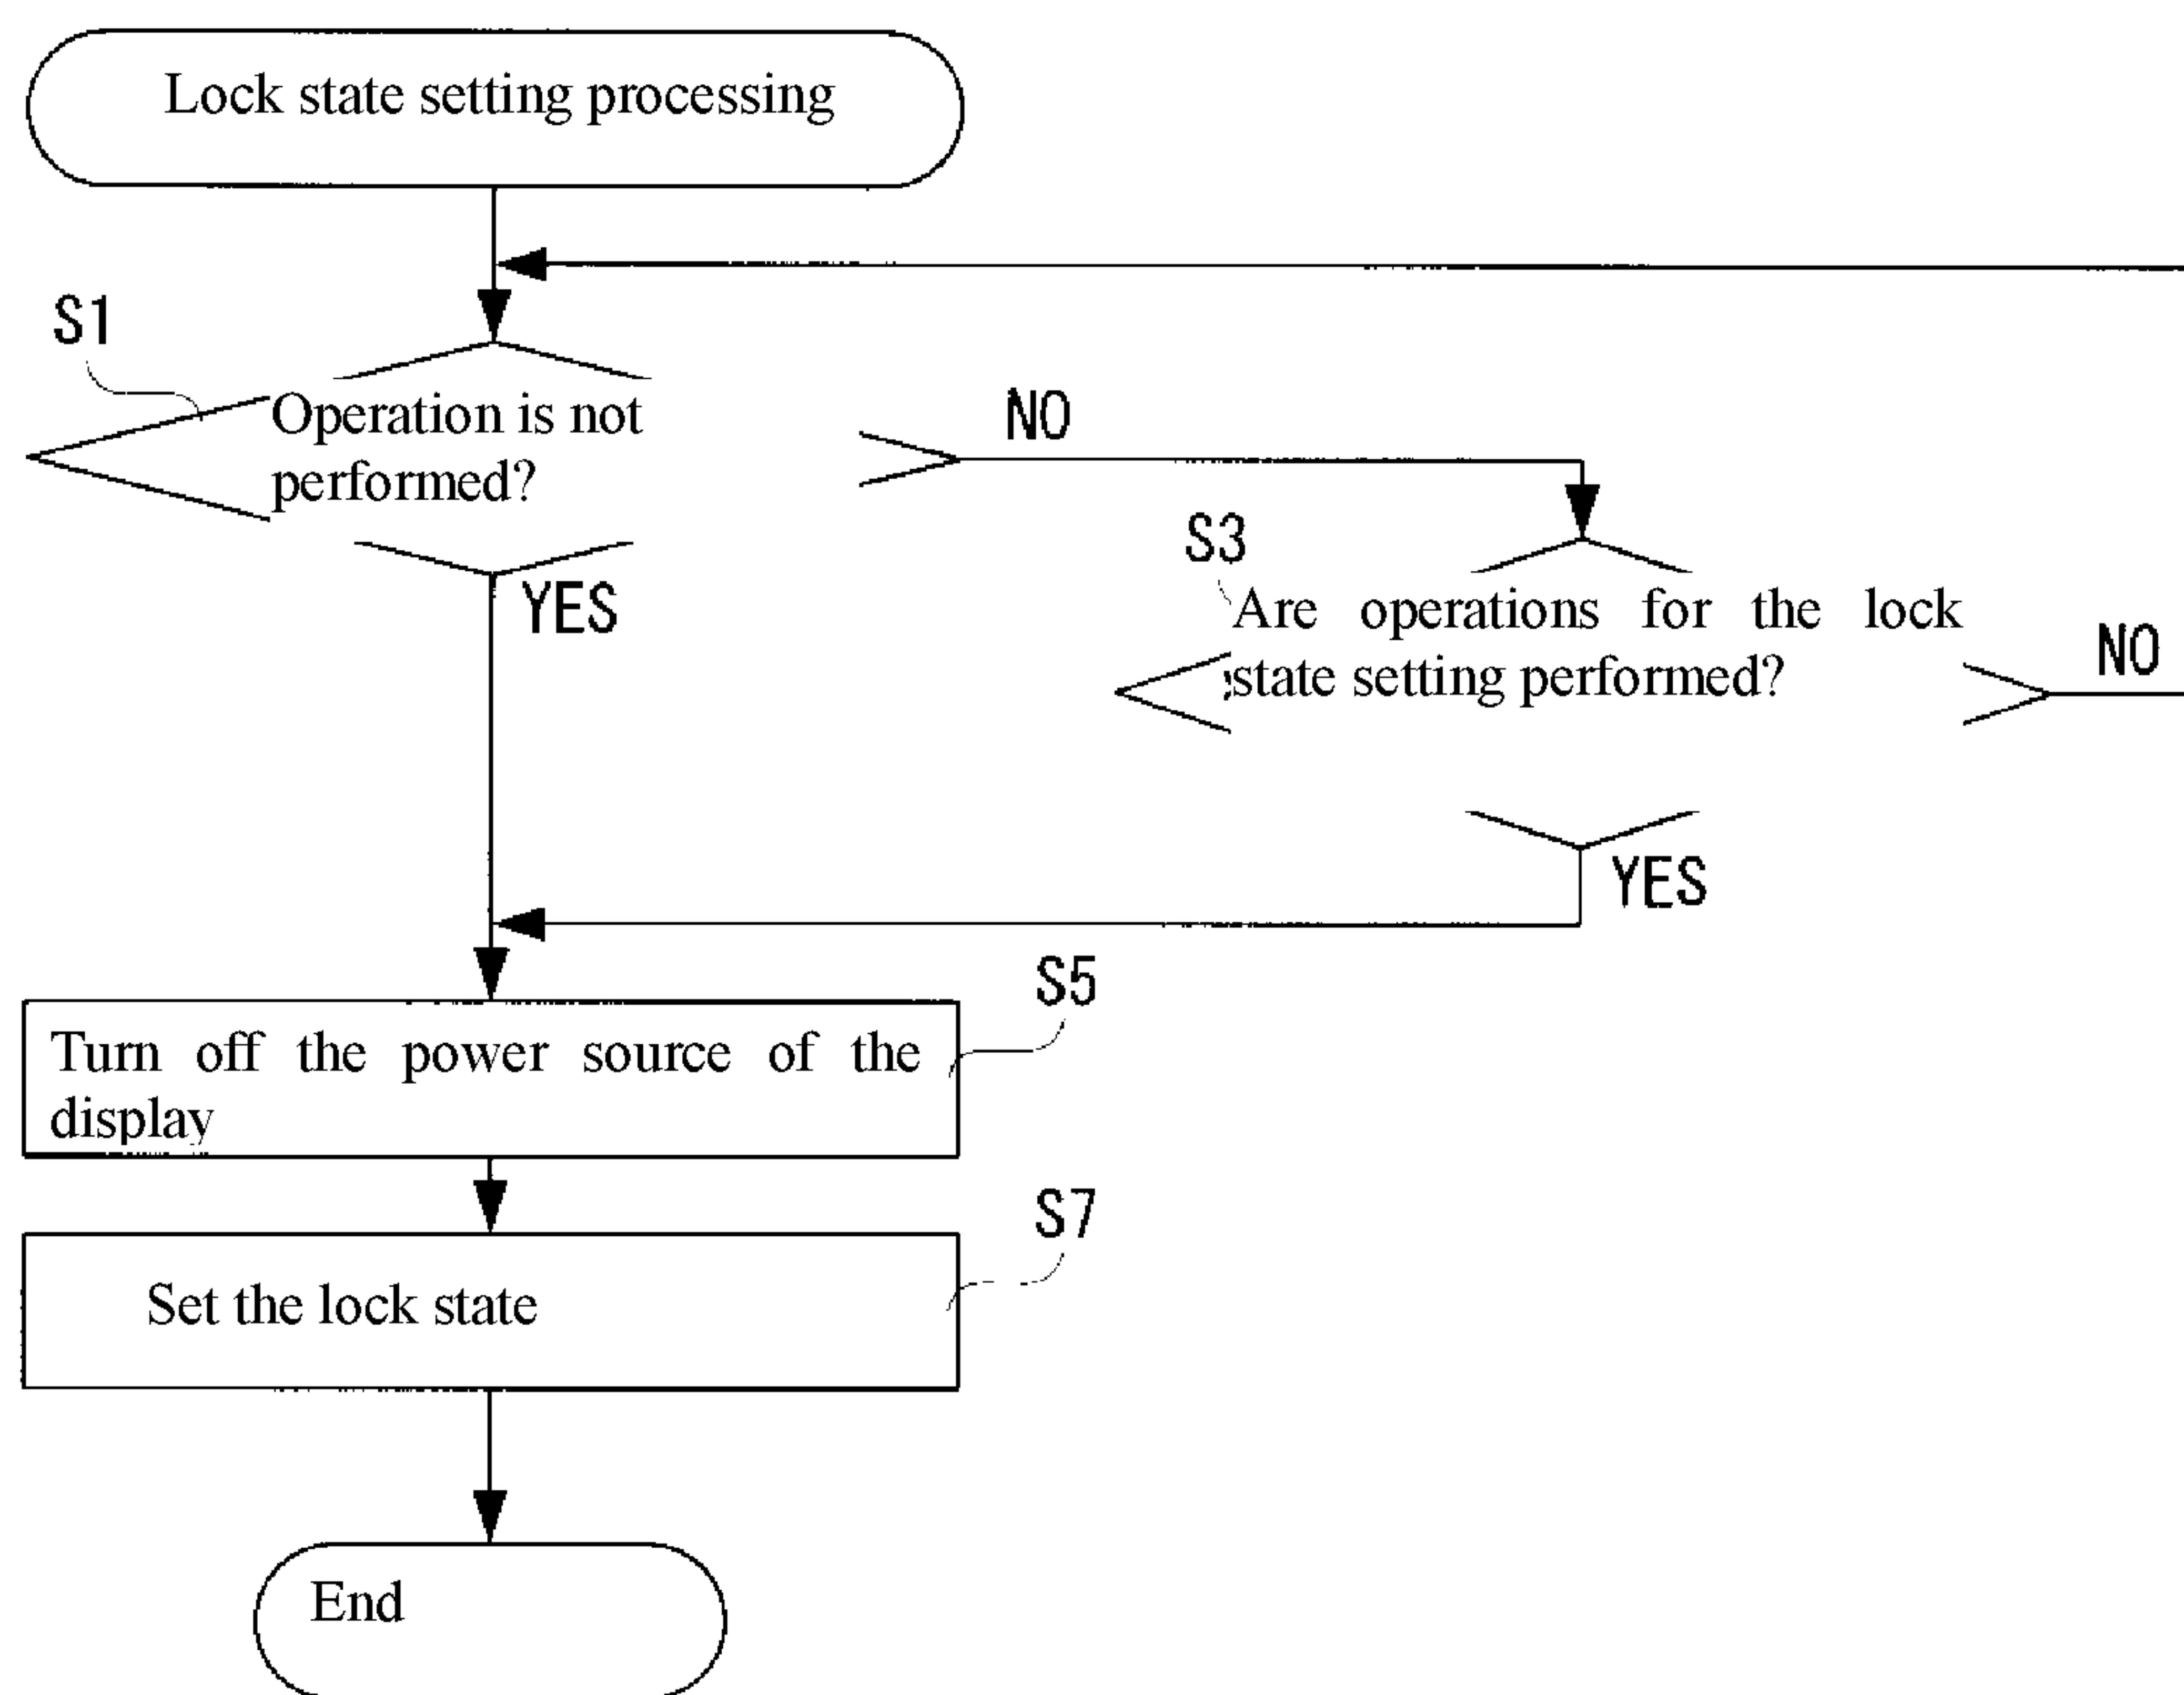 Lock state setting processing
S1
Operation is not
performed?
NO
YES
S3
Are operations for the lock
state setting performed?
NO
YES
S5
Turn off the power source of the
display
S7
Set the lock state
End